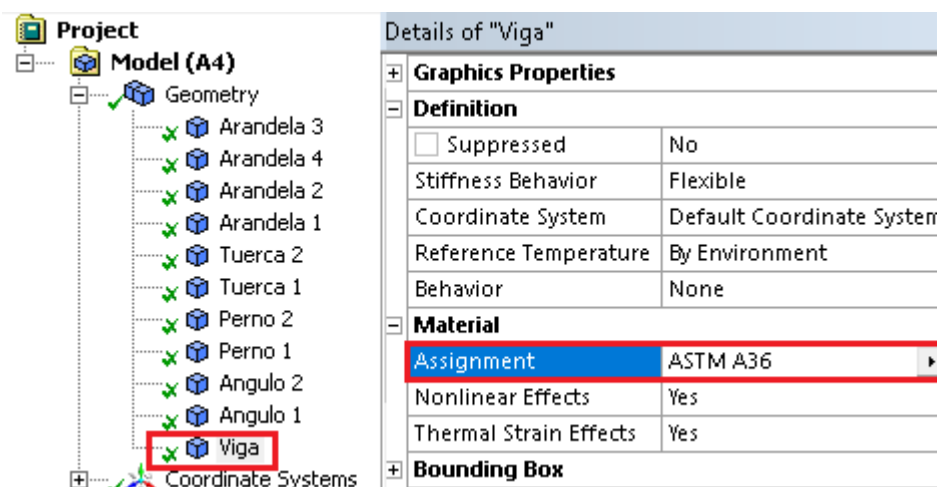 Project
Model (A4)
Geometry
Arandela 3
Arandela 4
Arandela 2
Arandela 1
Tuerca 2
Tuerca 1
Perno 2
Perno 1
Angulo 2
Angulo 1
Viga
Coordinate Systems
Details of "Viga"
Graphics Properties
Definition
Suppressed No
Stiffness Behavior Flexible
Coordinate System Default Coordinate System
Reference Temperature By Environment
Behavior None
Material
Assignment ASTM A36
Nonlinear Effects Yes
Thermal Strain Effects Yes
Bounding Box